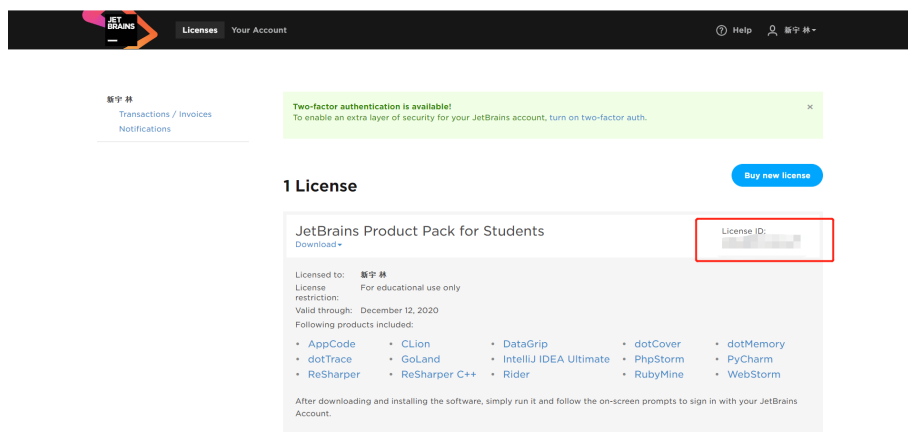 JET
BRAINS
Licenses Your Account
Help 新宇 林
新宇 林
Transactions / Invoices
Notifications
Two-factor authentication is available!
To enable an extra layer of security for your JetBrains account, turn on two-factor auth.
1 License
Buy new license
JetBrains Product Pack for Students
Download
License ID:
Licensed to: 新宇 林
License restriction: For educational use only
Valid through: December 12, 2020
Following products included:
• AppCode • CLion • DataGrip • dotCover • dotMemory
• dotTrace • GoLand • IntelliJ IDEA Ultimate • PhpStorm • PyCharm
• ReSharper • ReSharper C++ • Rider • RubyMine • WebStorm
After downloading and installing the software, simply run it and follow the on-screen prompts to sign in with your JetBrains
Account.